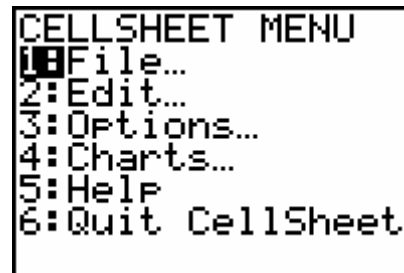 CELLSHEET MENU
1:File…
2:Edit…
3:Options…
4:Charts…
5:Help
6:Quit CellSheet